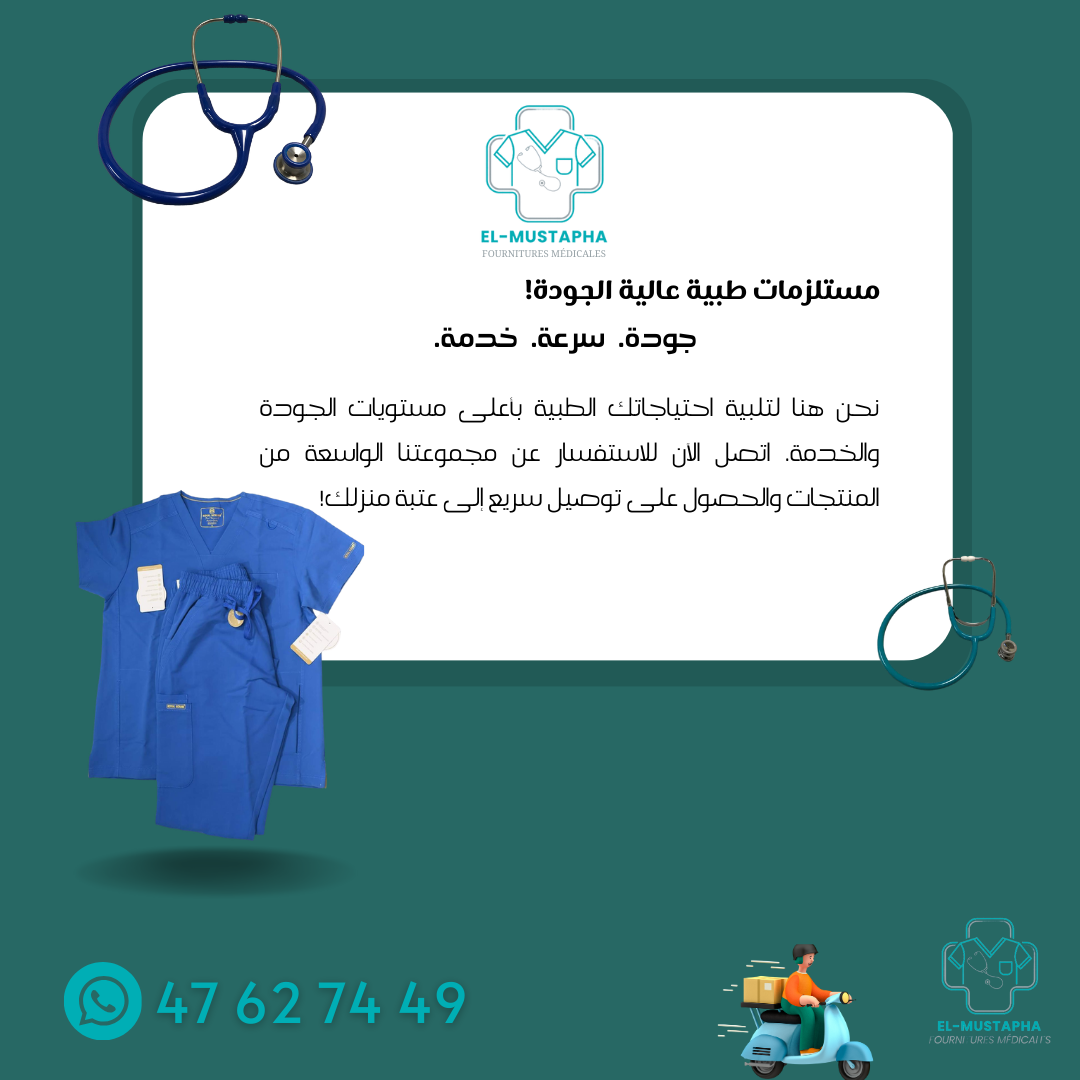 EL-MUSTAPHA
FOURNITURES MÉDICALES
مستلزمات طبية عالية الجودة!
جودة. سرعة. خدمة.
نحن هنا لتلبية احتياجاتك الطبية بأعلى مستويات الجودة
والخدمة. اتصل الآن للاستفسار عن مجموعتنا الواسعة من
المنتجات والحصول على توصيل سريع إلى عتبة منزلك!
47 62 74 49
EL-MUSTAPHA